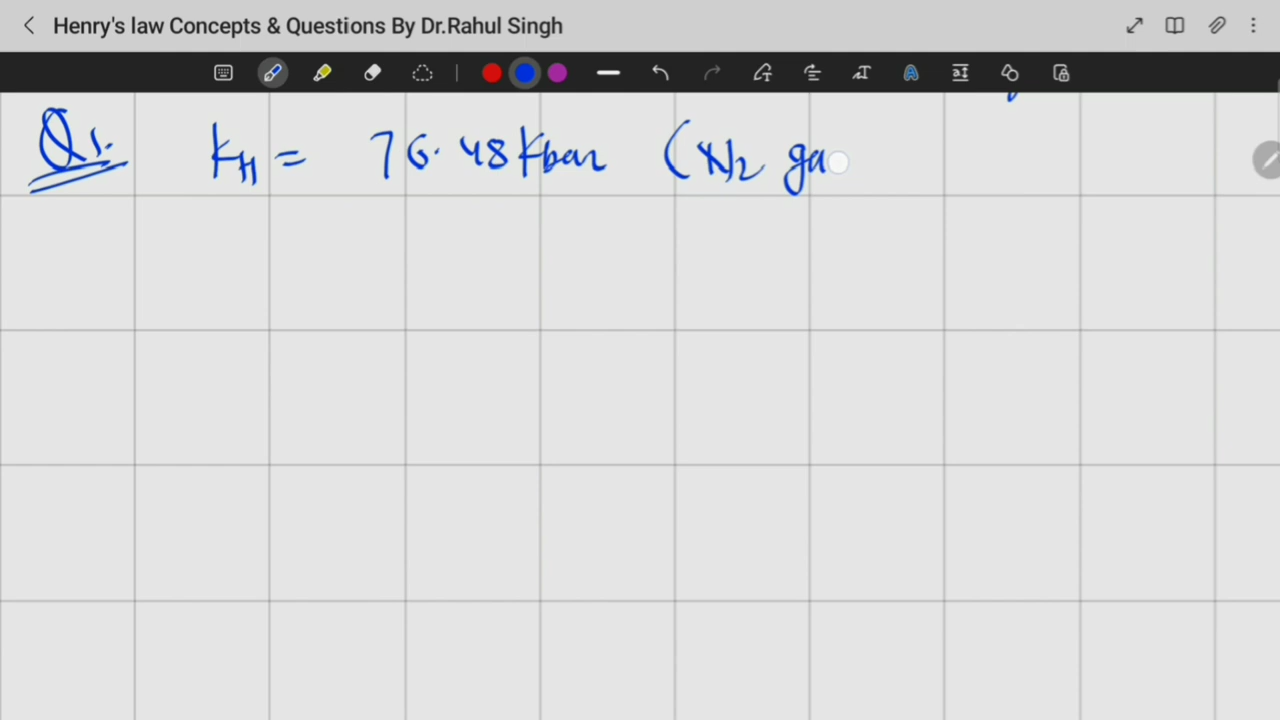 Henry's law Concepts & Questions By Dr.Rahul Singh
Q1. KH = 76.48 Kbar (N2 ga